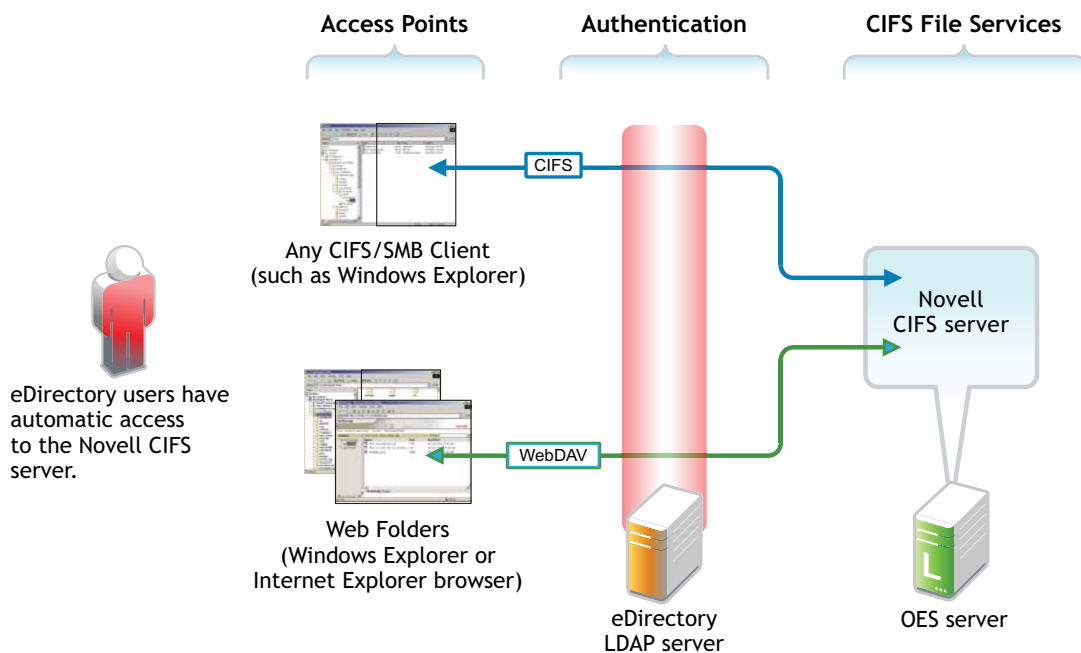 Access Points
Authentication
CIFS File Services
CIFS
Any CIFS/SMB Client
(such as Windows Explorer)
Novell
CIFS server
eDirectory users have
automatic access
to the Novell CIFS
server.
WebDAV
Web Folders
(Windows Explorer or
Internet Explorer browser)
eDirectory
LDAP server
L
OES server